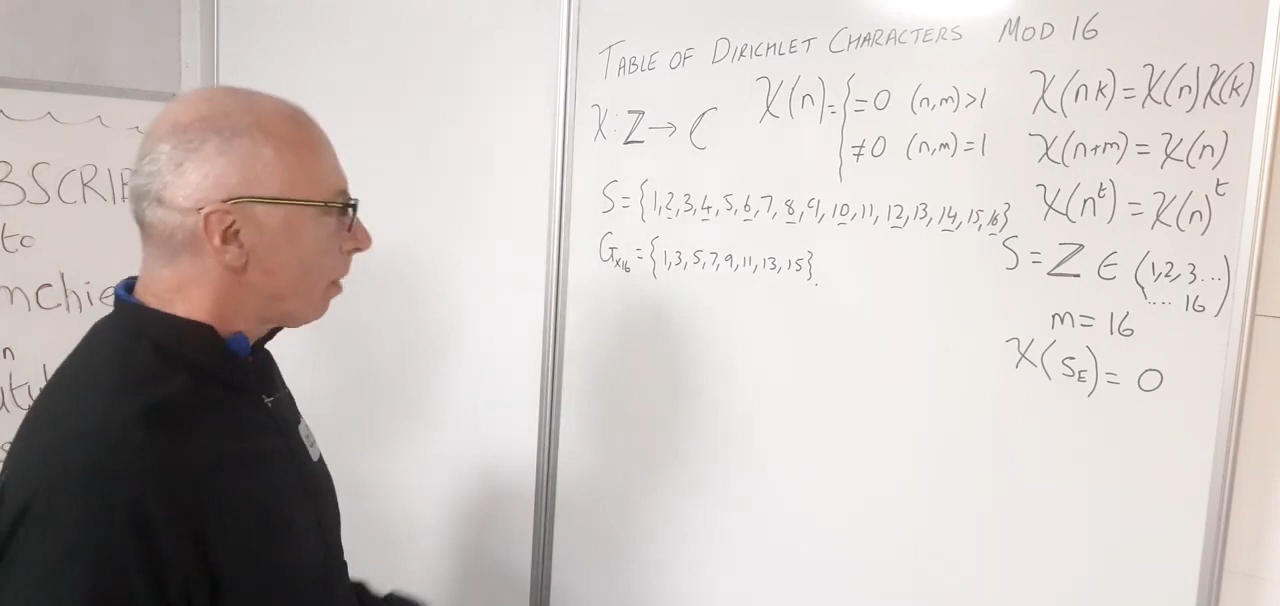 BSCRIB
to
nchie
n
TABLE OF DIRICHLET CHARACTERS MOD 16
χ: Z → C
χ(n) = { = 0 (n,m) > 1
≠ 0 (n,m) = 1
S = {1,2,3,4,5,6,7,8,9,10,11,12,13,14,15,16}
G×16 = {1,3,5,7,9,11,13,15}.
χ(nk) = χ(n)χ(k)
χ(n+m) = χ(n)
χ(n^t) = χ(n)^t
S = Z ∈ (1,2,3...
.... 16)
m = 16
χ(S_E) = 0